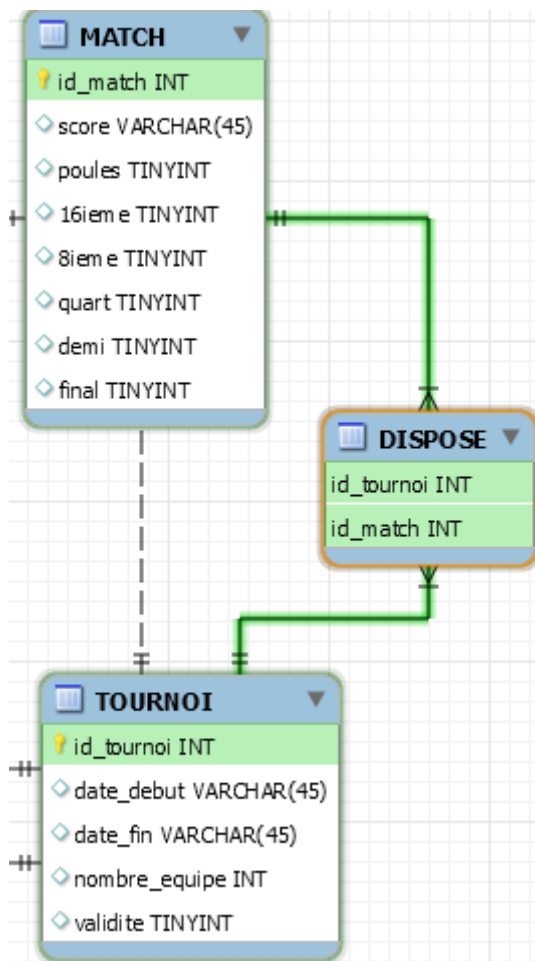 MATCH
id_match INT
score VARCHAR(45)
poules TINYINT
16ieme TINYINT
8ieme TINYINT
quart TINYINT
demi TINYINT
final TINYINT
DISPOSE
id_tournoi INT
id_match INT
TOURNOI
id_tournoi INT
date_debut VARCHAR(45)
date_fin VARCHAR(45)
nombre_equipe INT
validite TINYINT